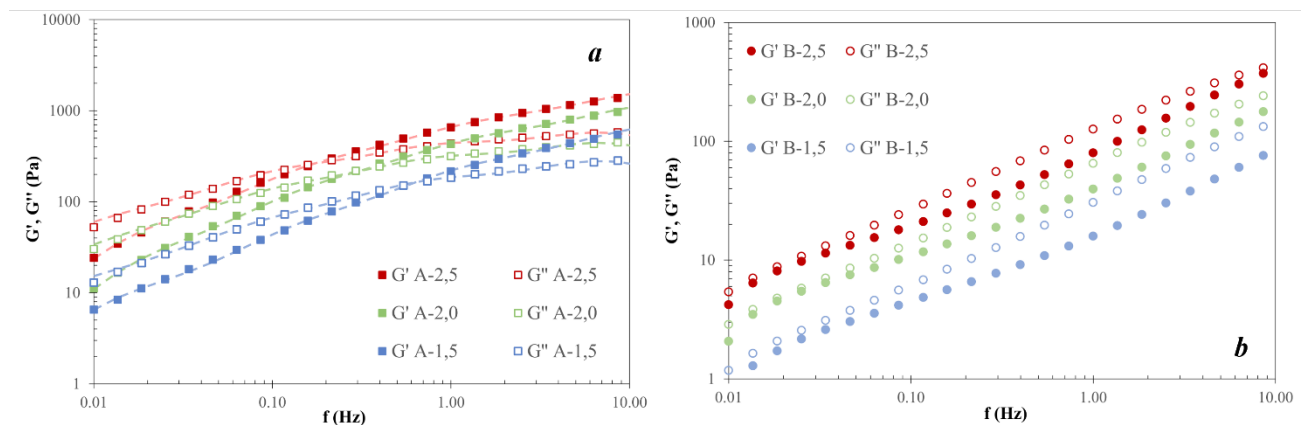 a
10000
1000
100
10
1
G', G'' (Pa)
0.01 0.10 1.00 10.00
f (Hz)
G' A-2,5 G'' A-2,5
G' A-2,0 G'' A-2,0
G' A-1,5 G'' A-1,5
b
1000
100
10
1
G', G'' (Pa)
0.01 0.10 1.00 10.00
f (Hz)
G' B-2,5 G'' B-2,5
G' B-2,0 G'' B-2,0
G' B-1,5 G'' B-1,5